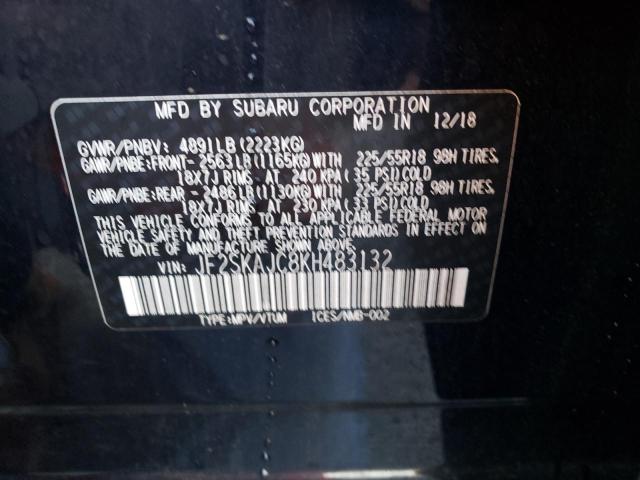 MFD BY SUBARU CORPORATION
MFD IN 12/18
GVWR/PNBV: 4891LB(2223KG)
GAWR/PNBE:FRONT-2563LB(1165KG)WITH 225/55R18 98H TIRES,
18X7J RIMS, AT 240 KPA(35 PSI)COLD
GAWR/PNBE:REAR -2486LB(1130KG)WITH 225/55R18 98H TIRES,
18X7J RIMS, AT 230 KPA(33 PSI)COLD
THIS VEHICLE CONFORMS TO ALL APPLICABLE FEDERAL MOTOR
VEHICLE SAFETY AND THEFT PREVENTION STANDARDS IN EFFECT ON
THE DATE OF MANUFACTURE SHOWN ABOVE.
VIN: JF2SKAJC8KH483132
TYPE:MPV/VTUM ICES/NMB-002